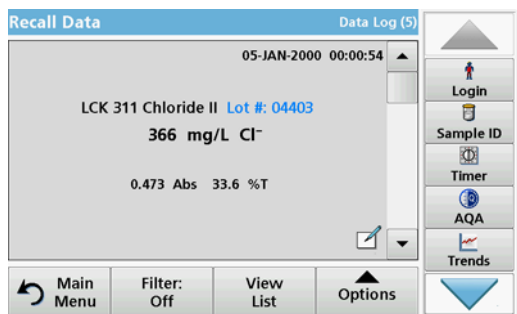 Recall Data Data Log (5)
05-JAN-2000 00:00:54
LCK 311 Chloride II Lot #: 04403
366 mg/L Cl⁻
0.473 Abs 33.6 %T
Login
Sample ID
Timer
AQA
Trends
Main Menu
Filter: Off
View List
Options